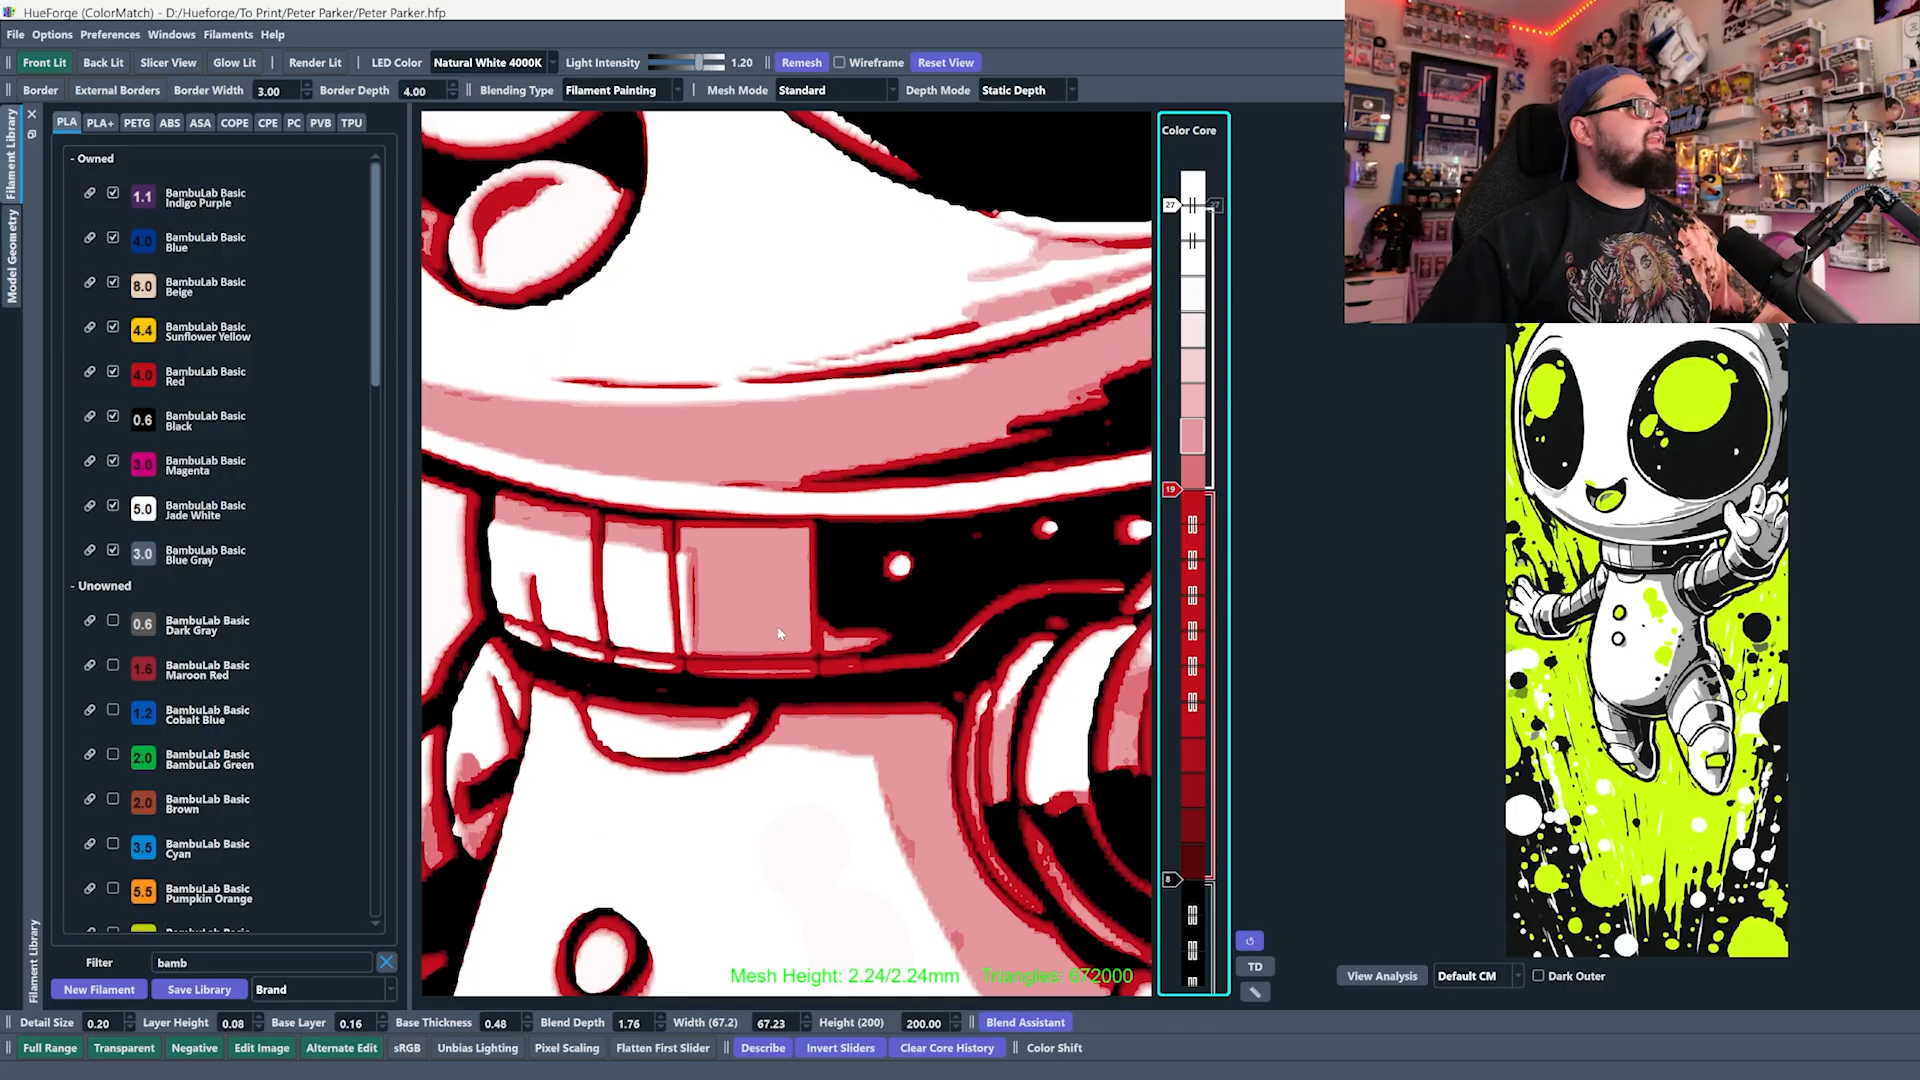 HueForge (ColorMatch) - D:/Hueforge/To Print/Peter Parker/Peter Parker.hfp
File Options Preferences Windows Filaments Help
Front Lit Back Lit Slicer View Glow Lit Render Lit LED Color Natural White 4000K Light Intensity 1.20 Remesh Wireframe Reset View
Border External Borders Border Width 3.00 Border Depth 4.00 Blending Type Filament Painting Mesh Mode Standard Depth Mode Static Depth
Filament Library
Model Geometry
PLA PLA+ PETG ABS ASA COPE CPE PC PVB TPU
- Owned
1.1 BambuLab Basic
Indigo Purple
4.0 BambuLab Basic
Blue
8.0 BambuLab Basic
Beige
4.4 BambuLab Basic
Sunflower Yellow
4.0 BambuLab Basic
Red
0.6 BambuLab Basic
Black
3.0 BambuLab Basic
Magenta
5.0 BambuLab Basic
Jade White
3.0 BambuLab Basic
Blue Gray
- Unowned
0.6 BambuLab Basic
Dark Gray
1.6 BambuLab Basic
Maroon Red
1.2 BambuLab Basic
Cobalt Blue
2.0 BambuLab Basic
BambuLab Green
2.0 BambuLab Basic
Brown
3.5 BambuLab Basic
Cyan
5.5 BambuLab Basic
Pumpkin Orange
Filter bamb
New Filament Save Library Brand
Filament Library
Color Core
27 27
19
8
Mesh Height: 2.24/2.24mm Triangles: 672000
TD
View Analysis Default CM Dark Outer
Detail Size 0.20 Layer Height 0.08 Base Layer 0.16 Base Thickness 0.48 Blend Depth 1.76 Width (67.2) 67.23 Height (200) 200.00 Blend Assistant
Full Range Transparent Negative Edit Image Alternate Edit sRGB Unbias Lighting Pixel Scaling Flatten First Slider Describe Invert Sliders Clear Core History Color Shift